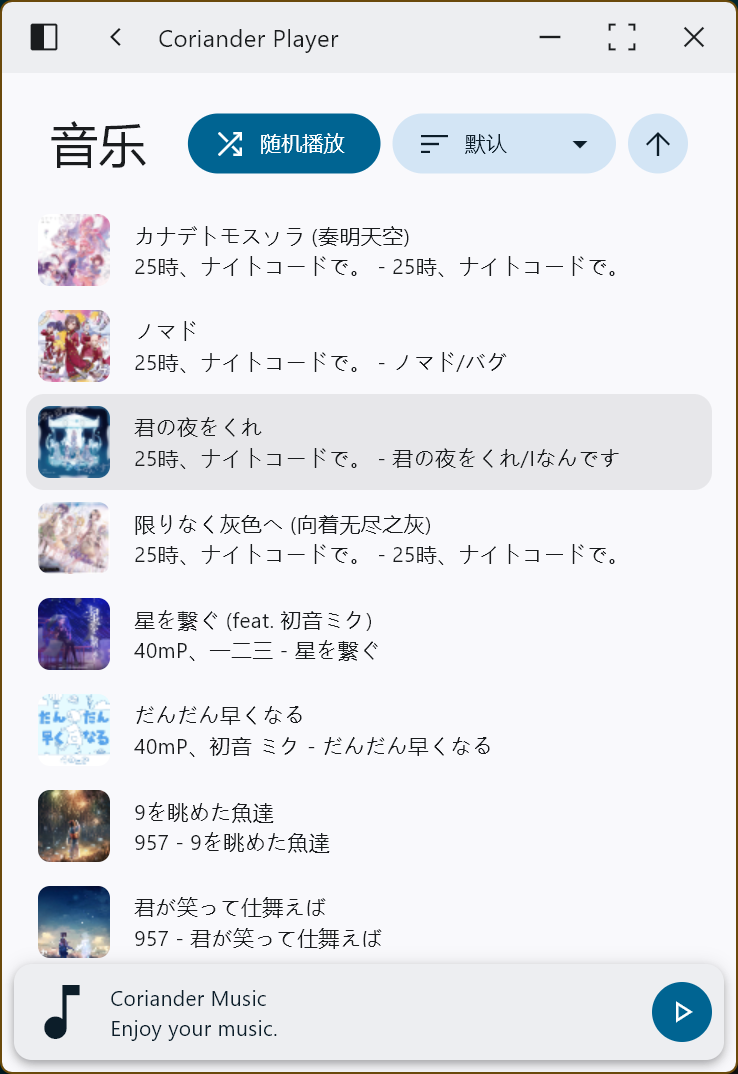 Coriander Player
音乐
随机播放
默认
カナデトモスソラ (奏明天空)
25時、ナイトコードで。 - 25時、ナイトコードで。
ノマド
25時、ナイトコードで。 - ノマド/バグ
君の夜をくれ
25時、ナイトコードで。 - 君の夜をくれ/Iなんです
限りなく灰色へ (向着无尽之灰)
25時、ナイトコードで。 - 25時、ナイトコードで。
星を繋ぐ (feat. 初音ミク)
40mP、一二三 - 星を繋ぐ
だんだん
早くなる
だんだん早くなる
40mP、初音 ミク - だんだん早くなる
9を眺めた魚達
957 - 9を眺めた魚達
君が笑って仕舞えば
957 - 君が笑って仕舞えば
Coriander Music
Enjoy your music.